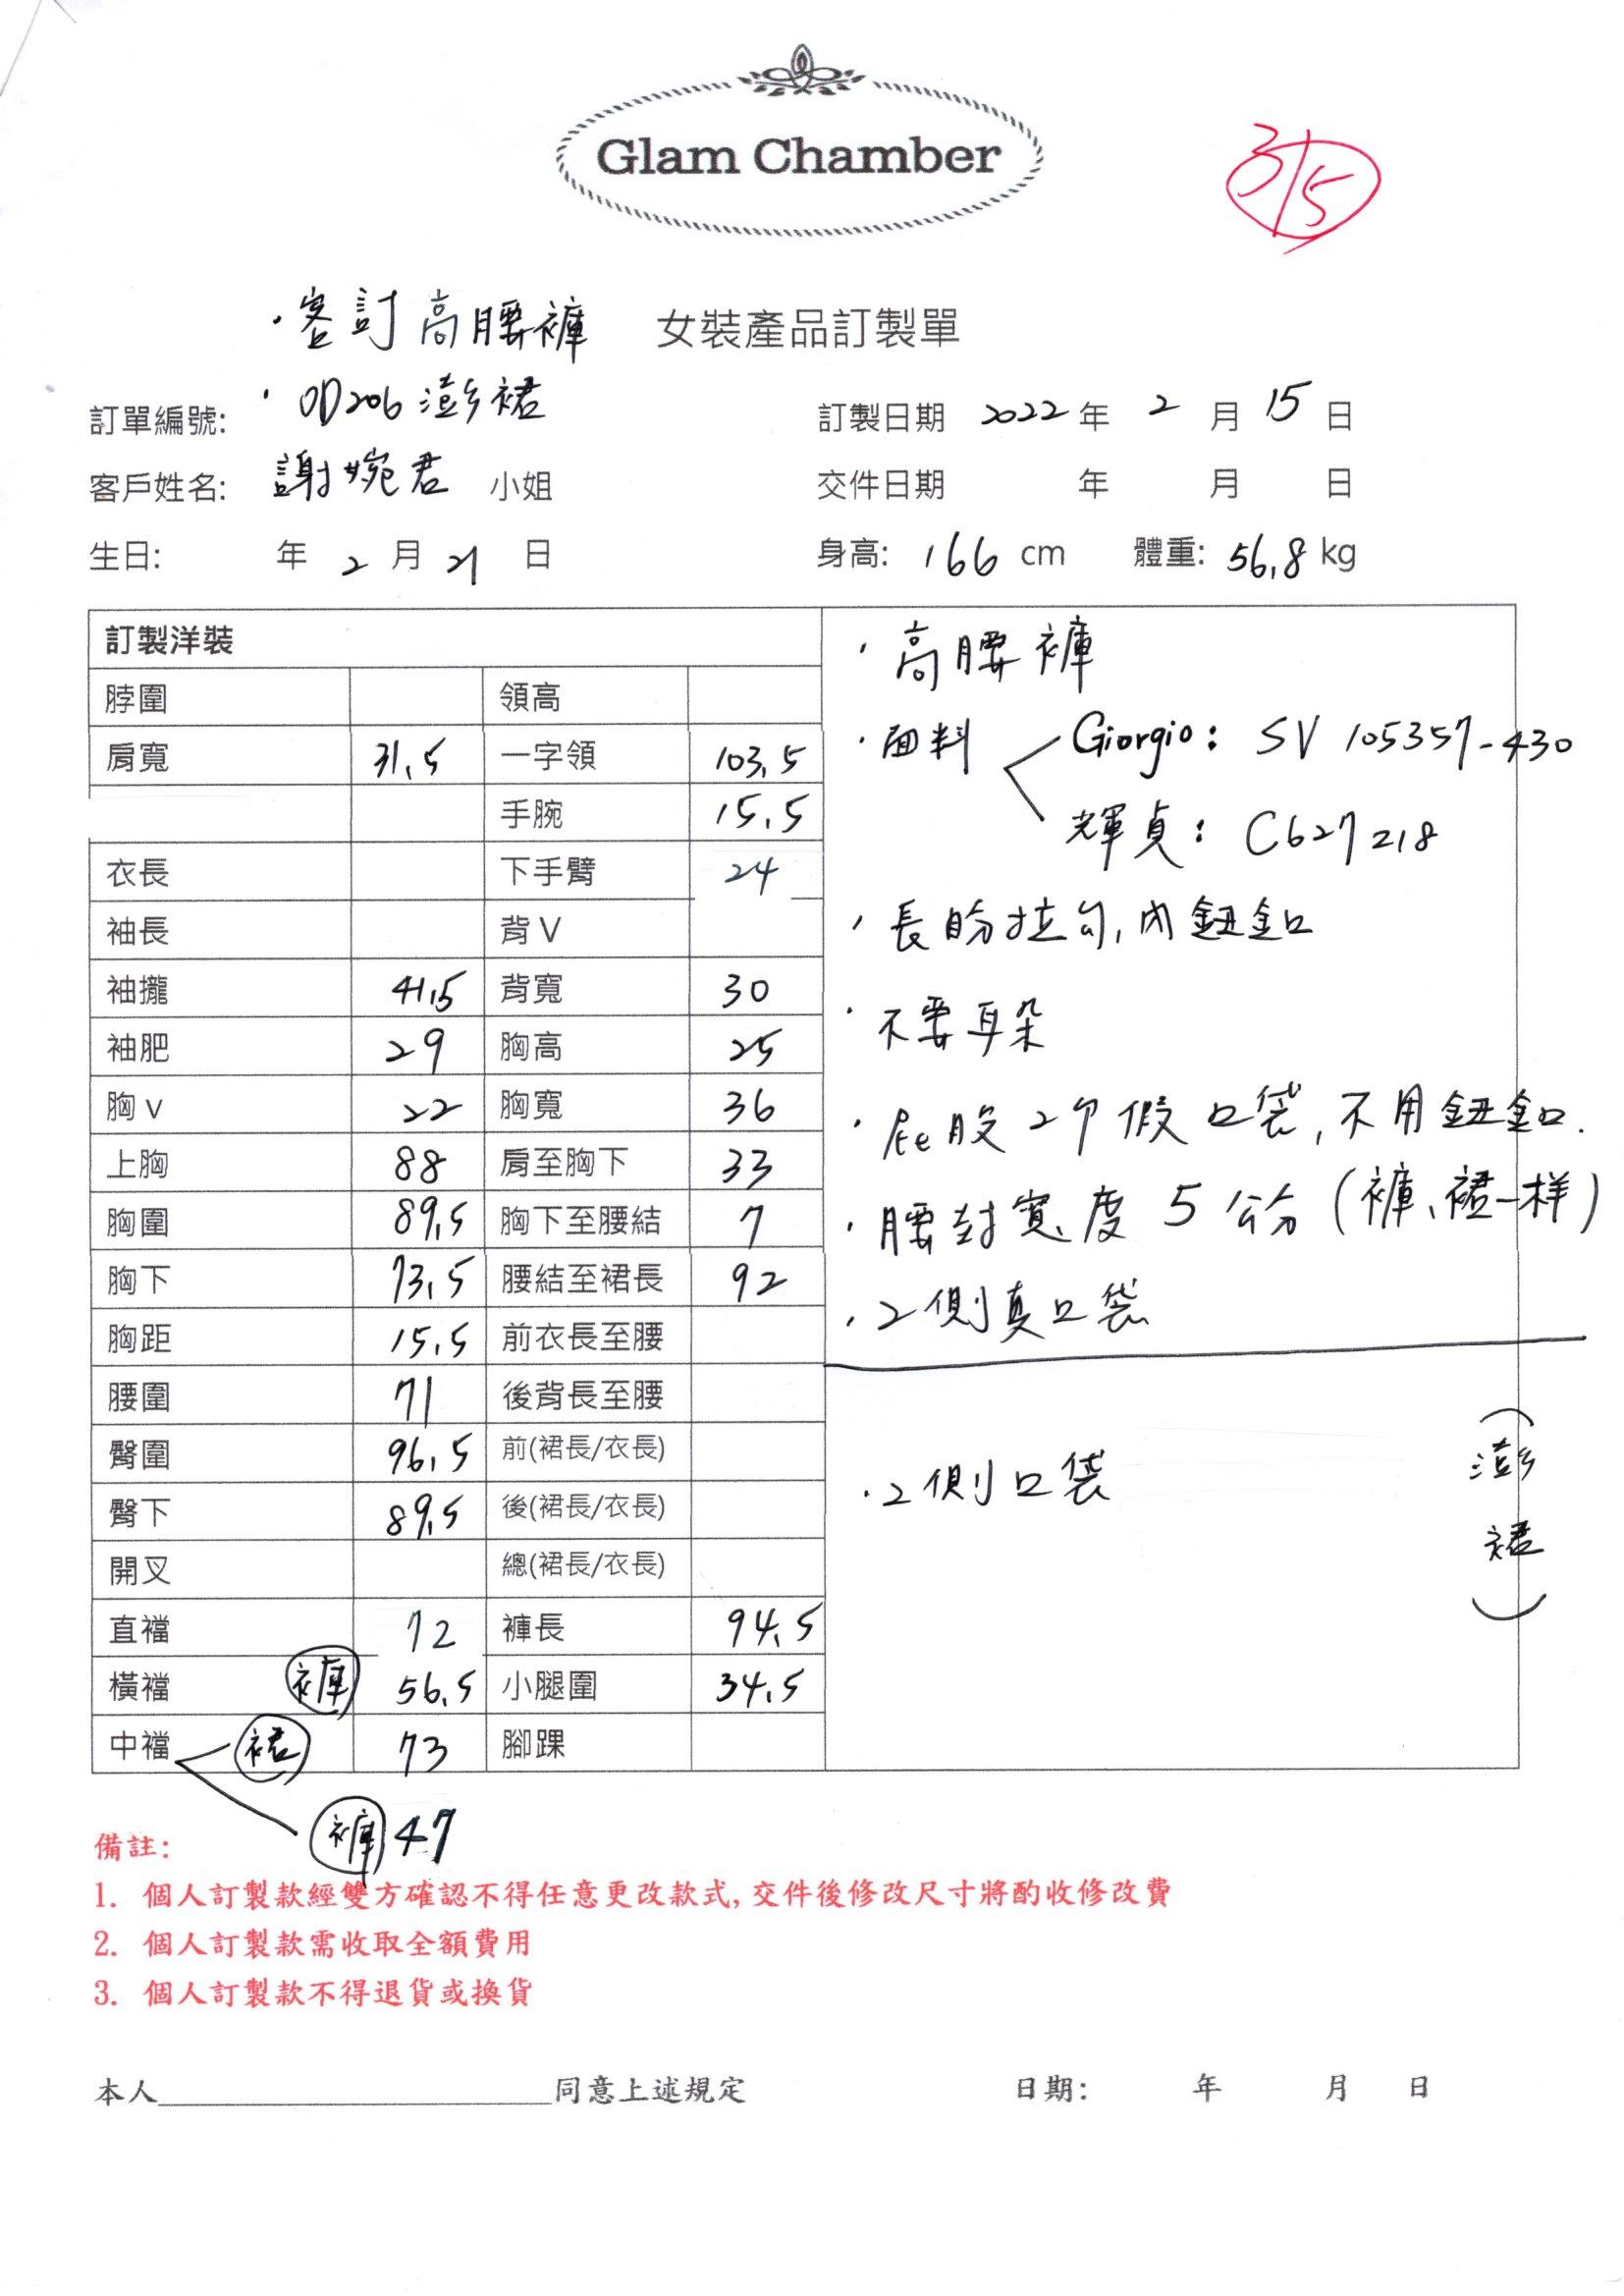 Glam Chamber
3/5
·客訂高腰褲 女裝產品訂製單
訂單編號: ·OD206 澎裙 訂製日期 2022年2月15日
客戶姓名: 謝婉君 小姐 交件日期 年 月 日
生日: 年2月21日 身高: 166 cm 體重: 56.8 kg
訂製洋裝
脖圍 領高
肩寬 31.5 一字領 103.5
手腕 15.5
衣長 下手臂 24
袖長 背V
袖攏 41.5 背寬 30
袖肥 29 胸高 25
胸v 22 胸寬 36
上胸 88 肩至胸下 33
胸圍 89.5 胸下至腰結 7
胸下 73.5 腰結至裙長 92
胸距 15.5 前衣長至腰
腰圍 71 後背長至腰
臀圍 96.5 前(裙長/衣長)
臀下 89.5 後(裙長/衣長)
開叉 總(裙長/衣長)
直襠 72 褲長 94.5
橫襠 褲 56.5 小腿圍 34.5
中襠 裙 73 腳踝
褲 47
·高腰褲
·面料 Giorgio: SV 105357-430
輝貞: C627218
·長的拉勾,內鈕釦
·不要耳朵
·屁股2个假口袋,不用鈕釦.
·腰封寬度5公分(褲、裙一样)
·2側真口袋
·2側口袋
(澎裙)
備註:
1. 個人訂製款經雙方確認不得任意更改款式,交件後修改尺寸將酌收修改費
2. 個人訂製款需收取全額費用
3. 個人訂製款不得退貨或換貨
本人____________________同意上述規定 日期: 年 月 日